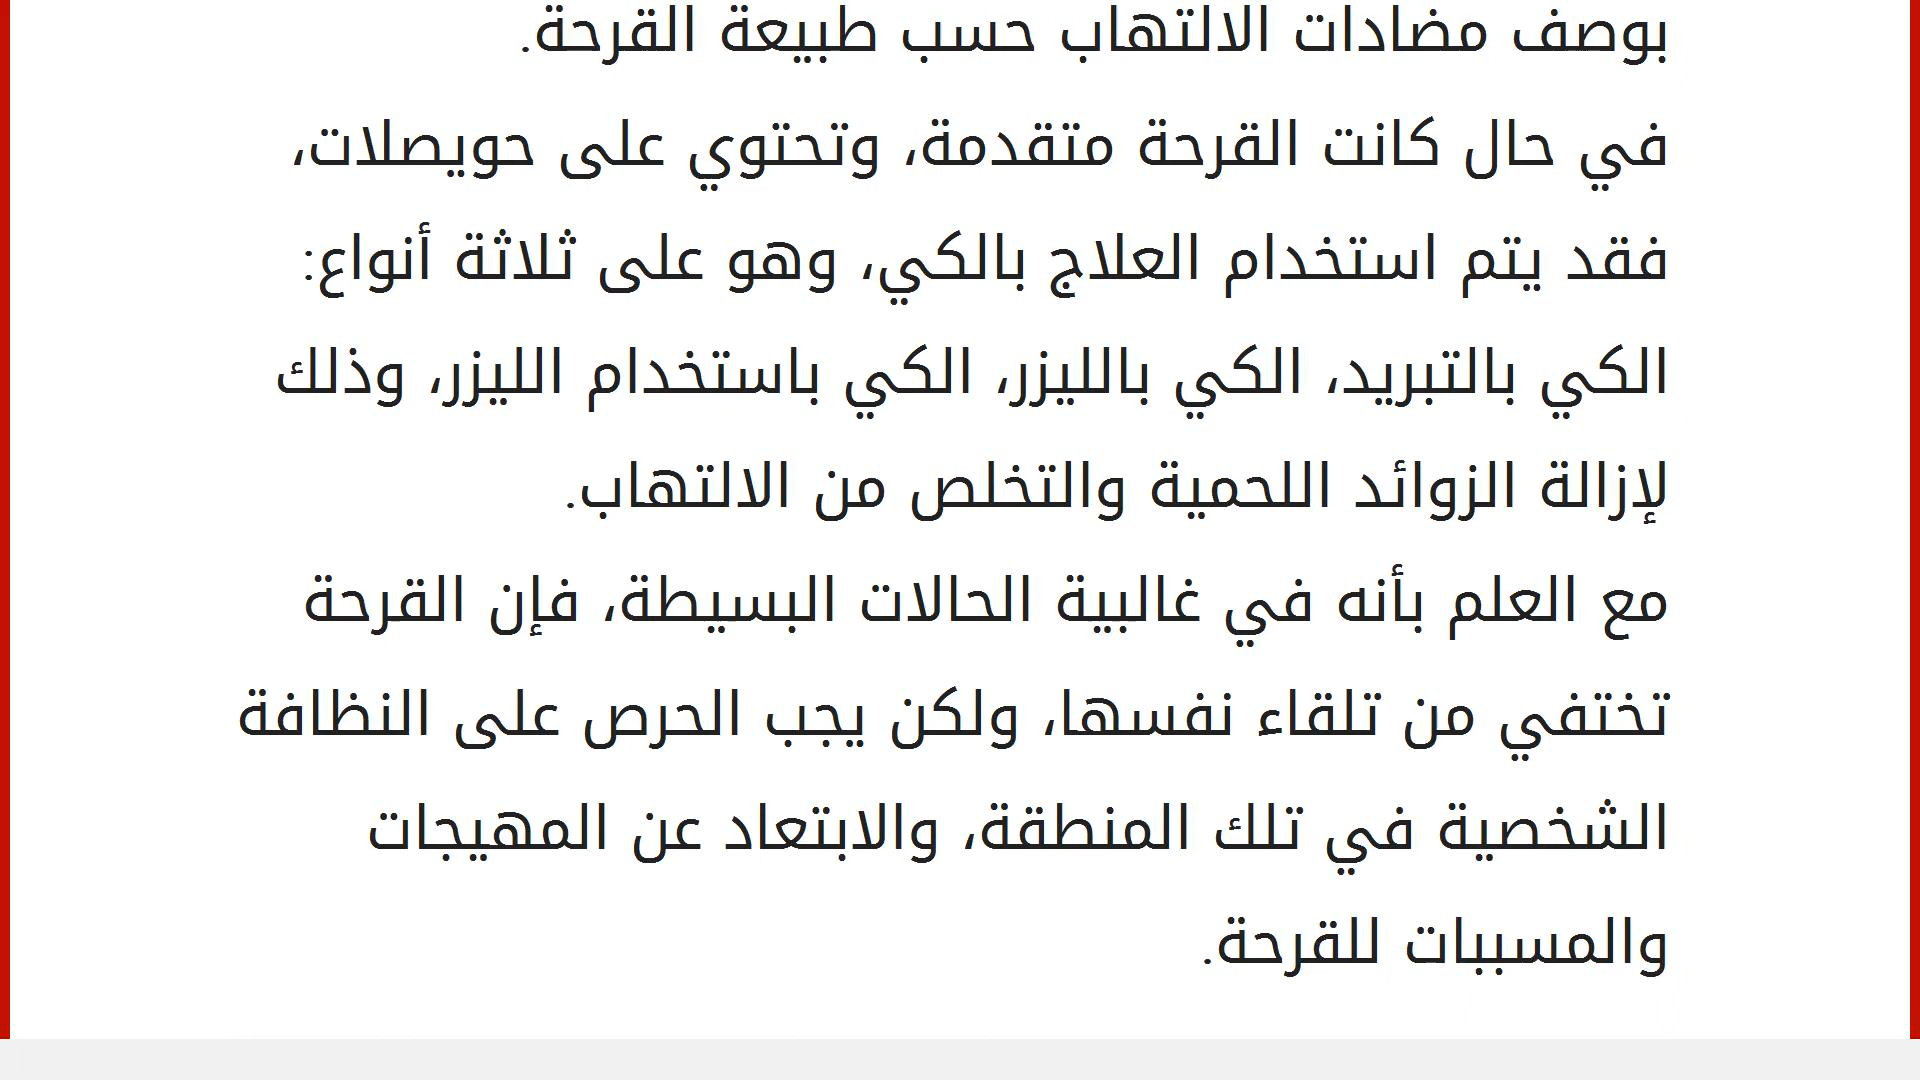 بوصف مضادات الالتهاب حسب طبيعة القرحة.
في حال كانت القرحة متقدمة، وتحتوي على حويصلات،
فقد يتم استخدام العلاج بالكي، وهو على ثلاثة أنواع:
الكي بالتبريد، الكي بالليزر، الكي باستخدام الليزر، وذلك
لإزالة الزوائد اللحمية والتخلص من الالتهاب.
مع العلم بأنه في غالبية الحالات البسيطة، فإن القرحة
تختفي من تلقاء نفسها، ولكن يجب الحرص على النظافة
الشخصية في تلك المنطقة، والابتعاد عن المهيجات
والمسببات للقرحة.